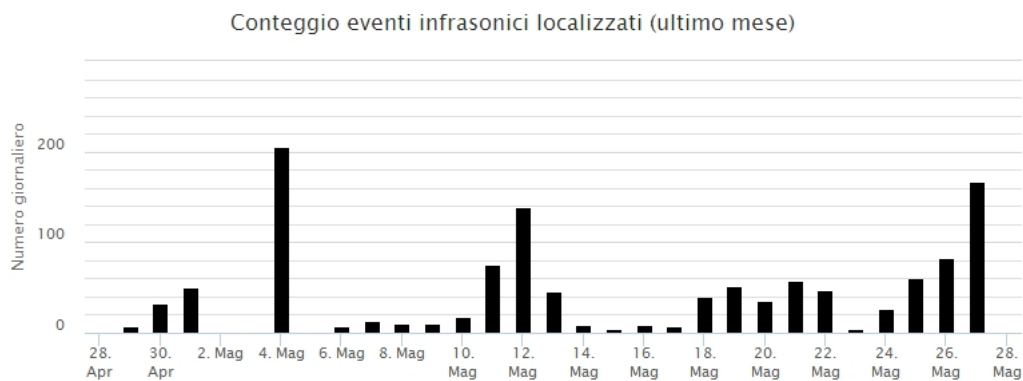 Conteggio eventi infrasonici localizzati (ultimo mese)
Numero giornaliero
200
100
0
28. Apr
30. Apr
2. Mag
4. Mag
6. Mag
8. Mag
10. Mag
12. Mag
14. Mag
16. Mag
18. Mag
20. Mag
22. Mag
24. Mag
26. Mag
28. Mag